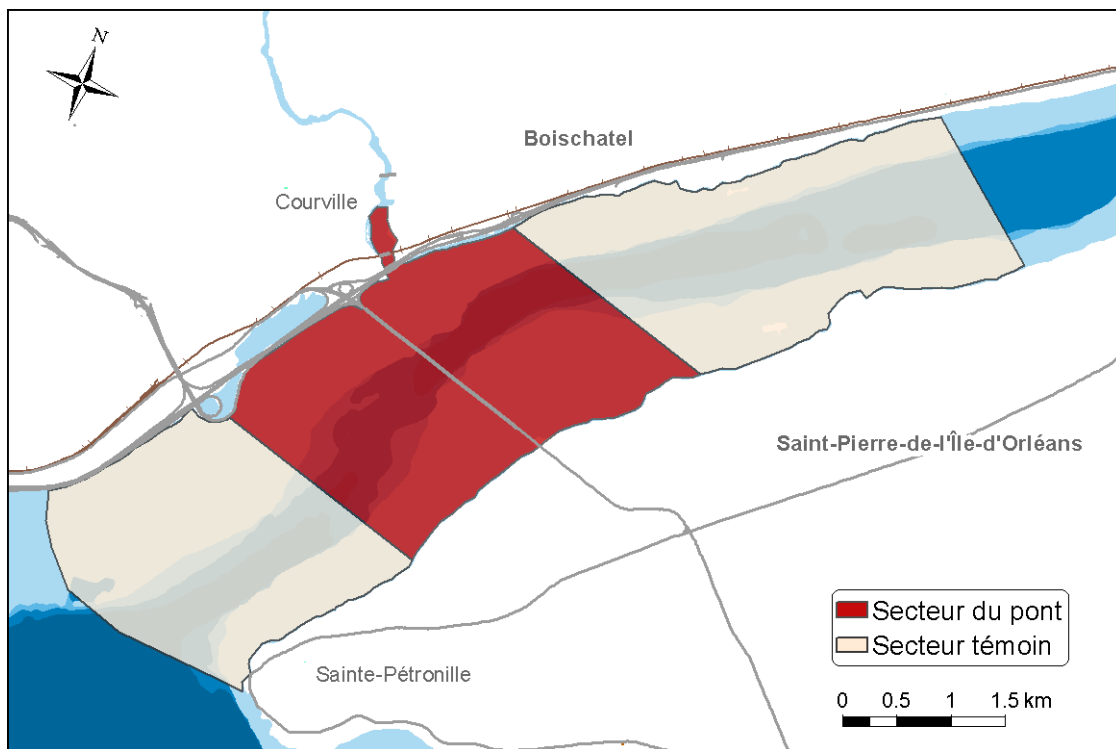 N
Boischatel
Courville
Saint-Pierre-de-l'Île-d'Orléans
Sainte-Pétronille
Secteur du pont
Secteur témoin
0 0.5 1 1.5 km